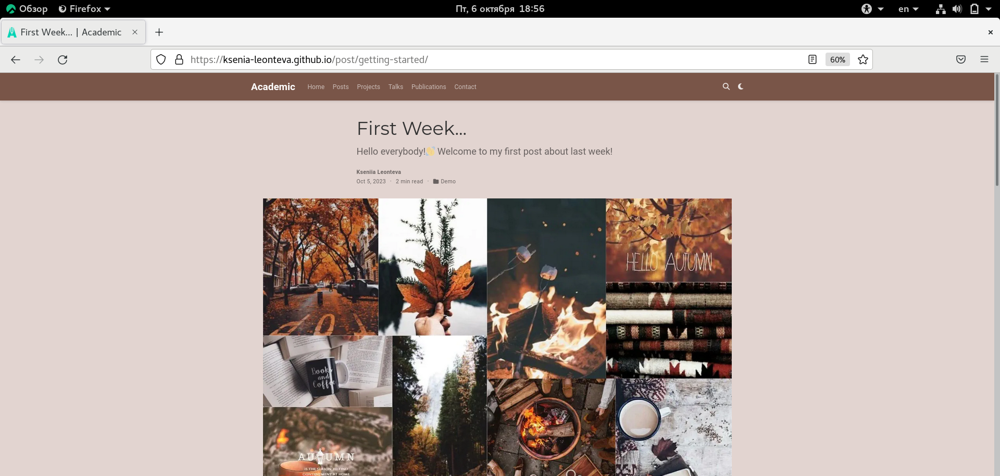 Обзор Firefox Пт, 6 октября 18:56 en
First Week... | Academic
https://ksenia-leonteva.github.io/post/getting-started/ 60%
Academic Home Posts Projects Talks Publications Contact
First Week...
Hello everybody!👋 Welcome to my first post about last week!
Kseniia Leonteva
Oct 5, 2023 · 2 min read · Demo
HELLO AUTUMN
Books
and
Coffee
AUTUMN
IS THE SEASON TO FIND
CONTENTMENT AT HOME